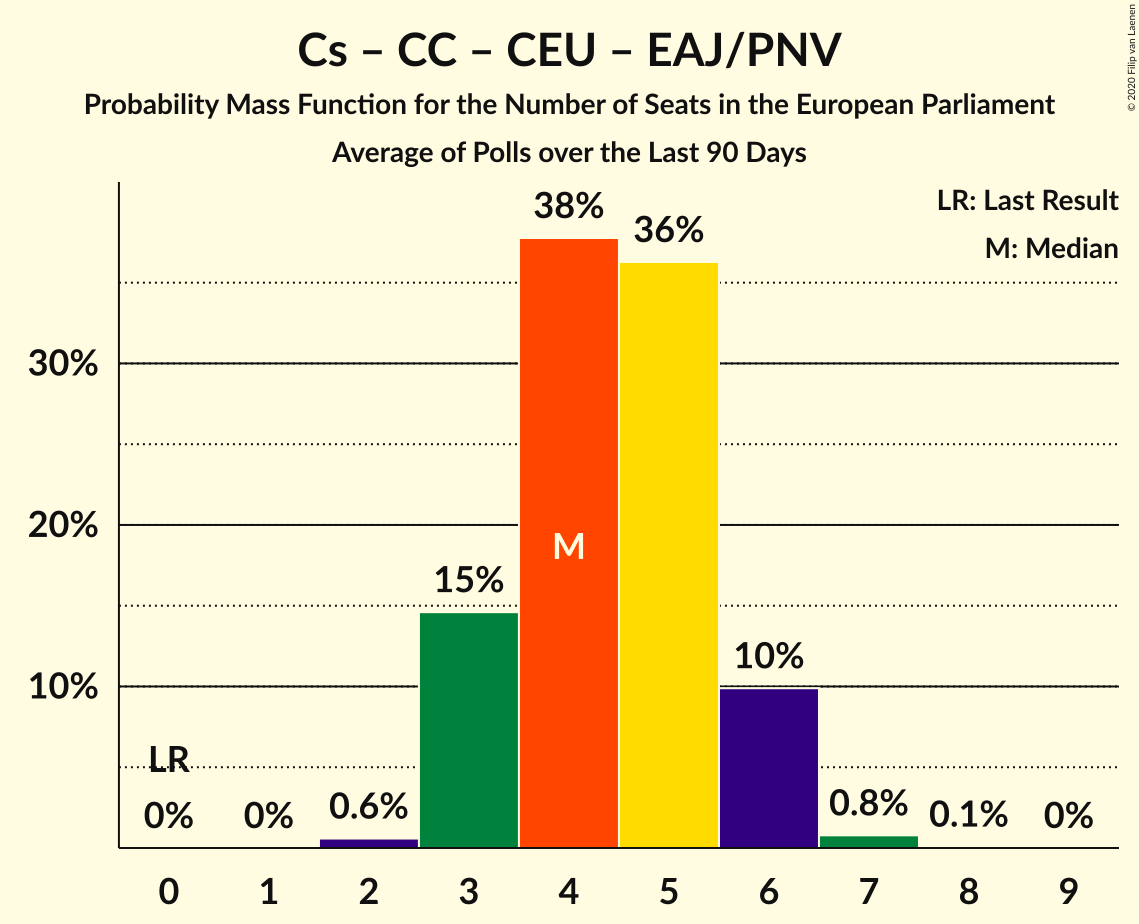 Cs – CC – CEU – EAJ/PNV
Probability Mass Function for the Number of Seats in the European Parliament
Average of Polls over the Last 90 Days
© 2020 Filip van Laenen
LR: Last Result
M: Median
38%
36%
30%
20%
M
15%
10%
10%
LR
0%
0%
0.6%
0.8%
0.1%
0%
0 1 2 3 4 5 6 7 8 9